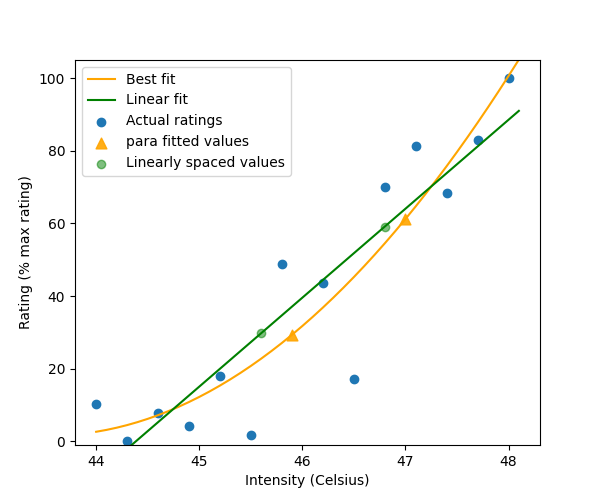 Best fit
Linear fit
Actual ratings
para fitted values
Linearly spaced values
100
80
60
40
20
0
Rating (% max rating)
44 45 46 47 48
Intensity (Celsius)